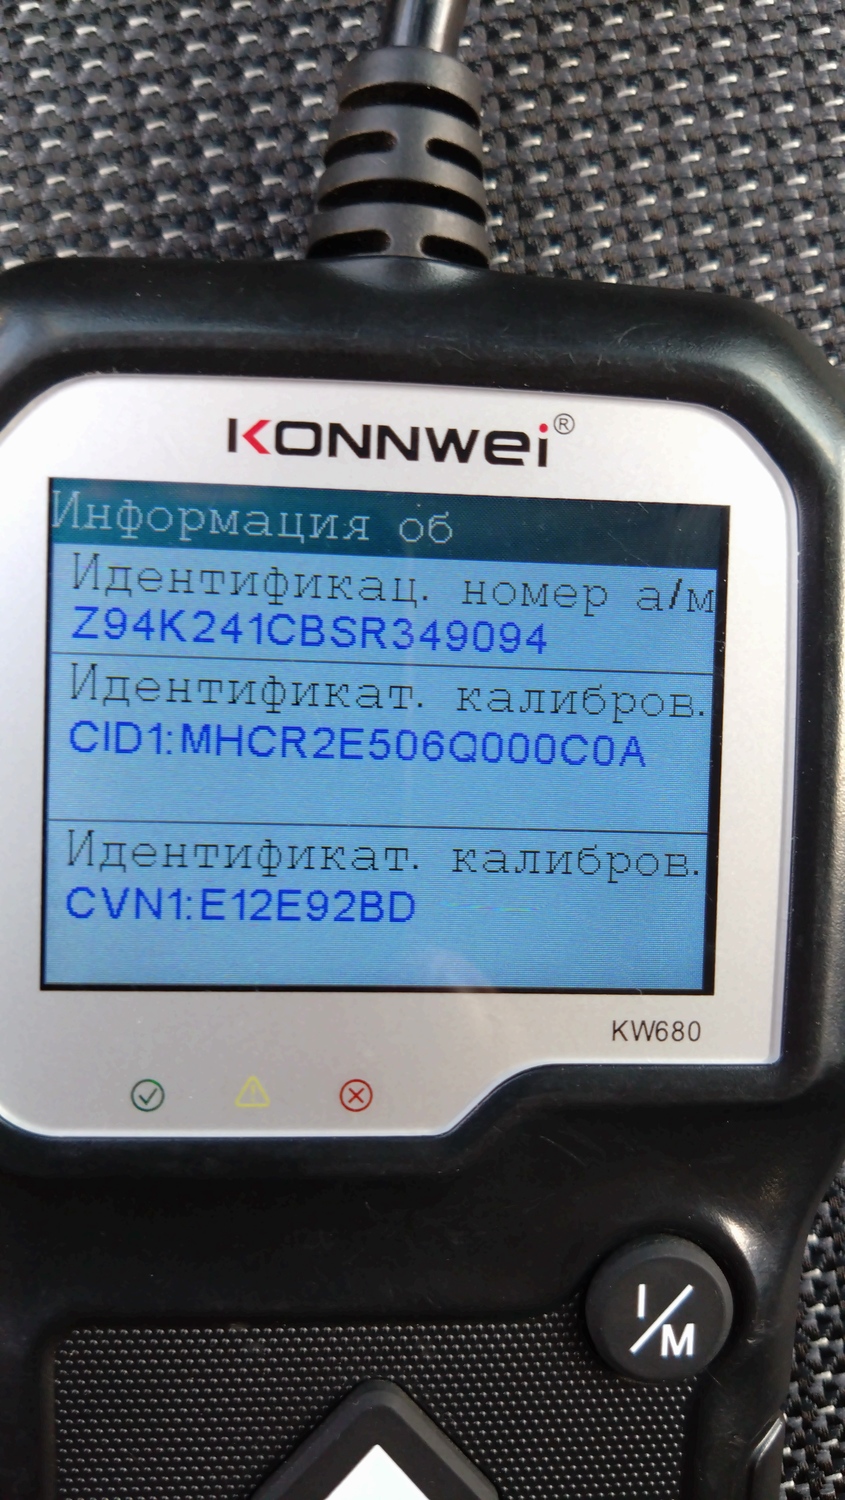 KONNWEI®
Информация об
Идентификац. номер а/м
Z94K241CBSR349094
Идентификат. калибров.
CID1:MHCR2E506Q000C0A
Идентификат. калибров.
CVN1:E12E92BD
KW680
I/M